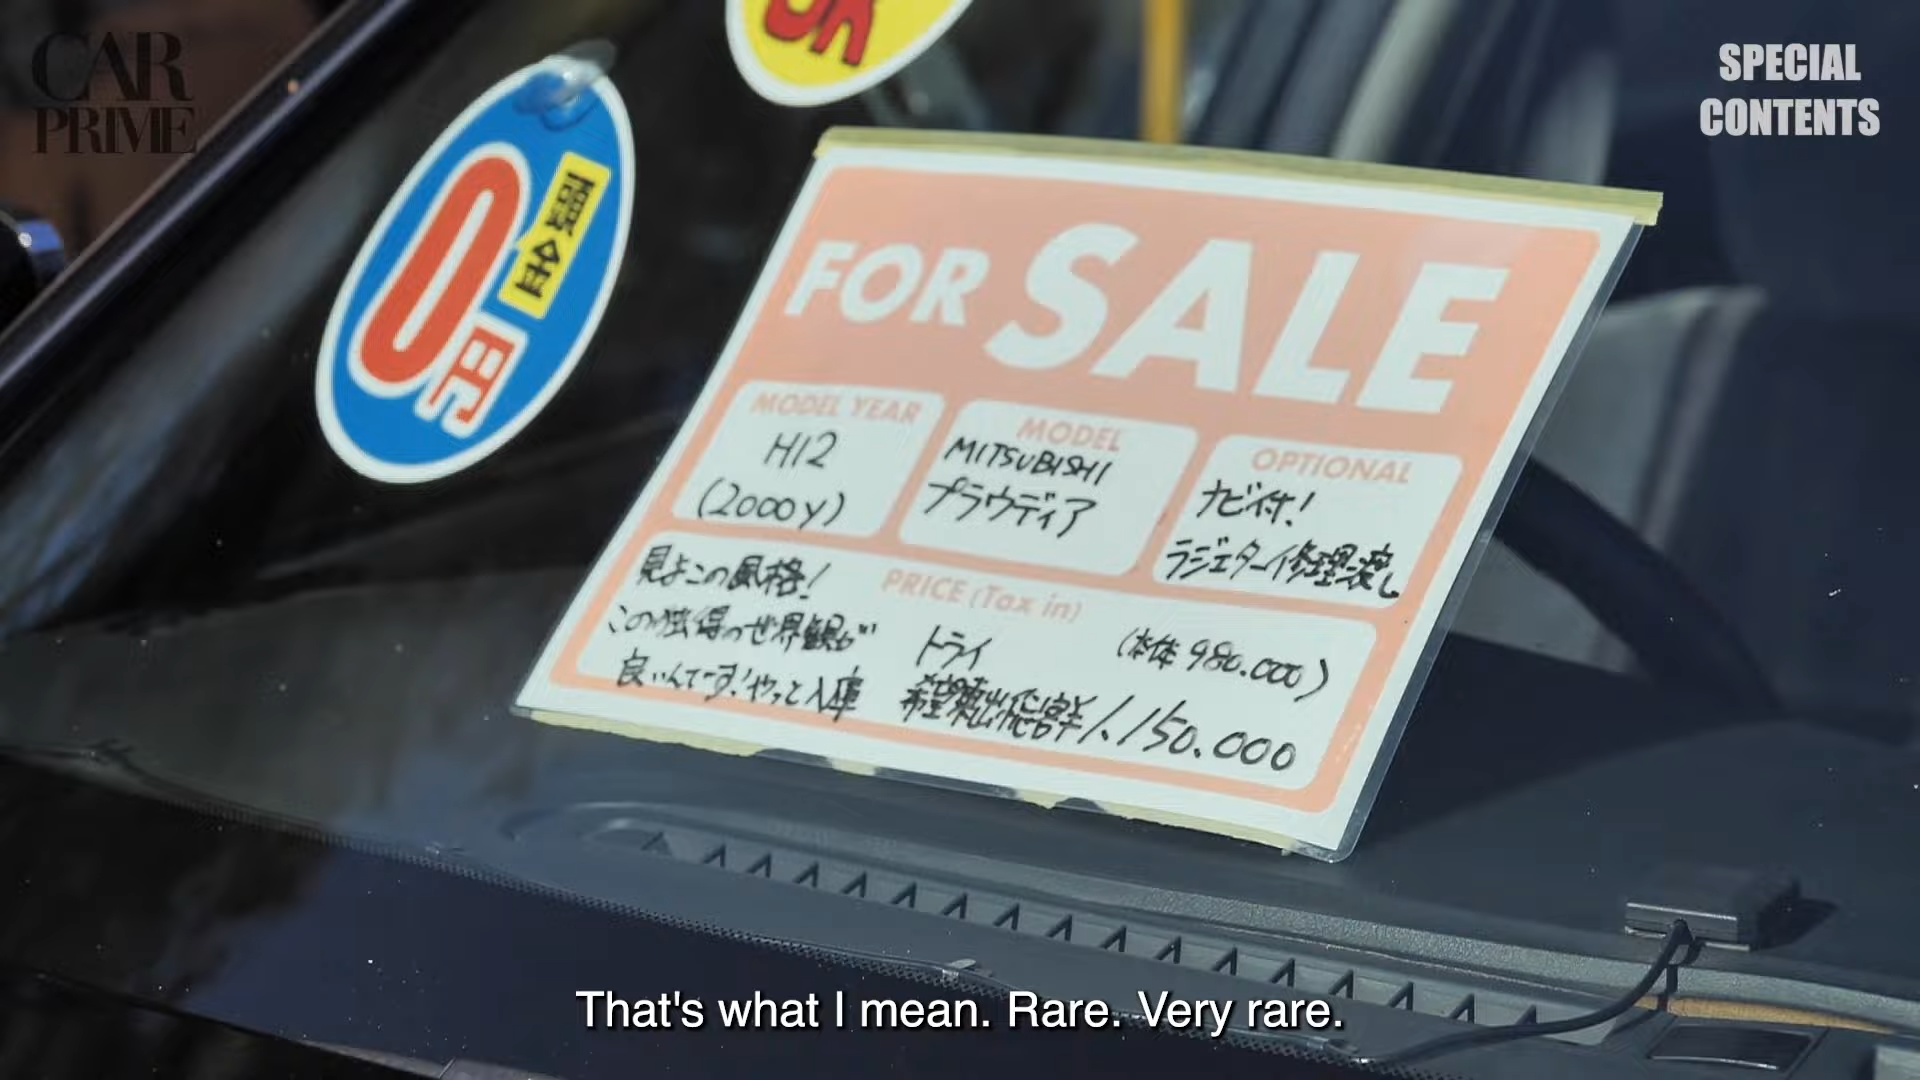 CAR
PRIME
SPECIAL
CONTENTS
OK
頭金
0円
FOR SALE
MODEL YEAR
H12
(2000y)
MODEL
MITSUBISHI
プラウディア
OPTIONAL
ナビ付!
ラジエター修理渡し
見よこの風格!
この独得の世界観が
良いんです!やっと入庫
PRICE (Tax in)
トライ
(本体 980.000)
1.150.000
That's what I mean. Rare. Very rare.